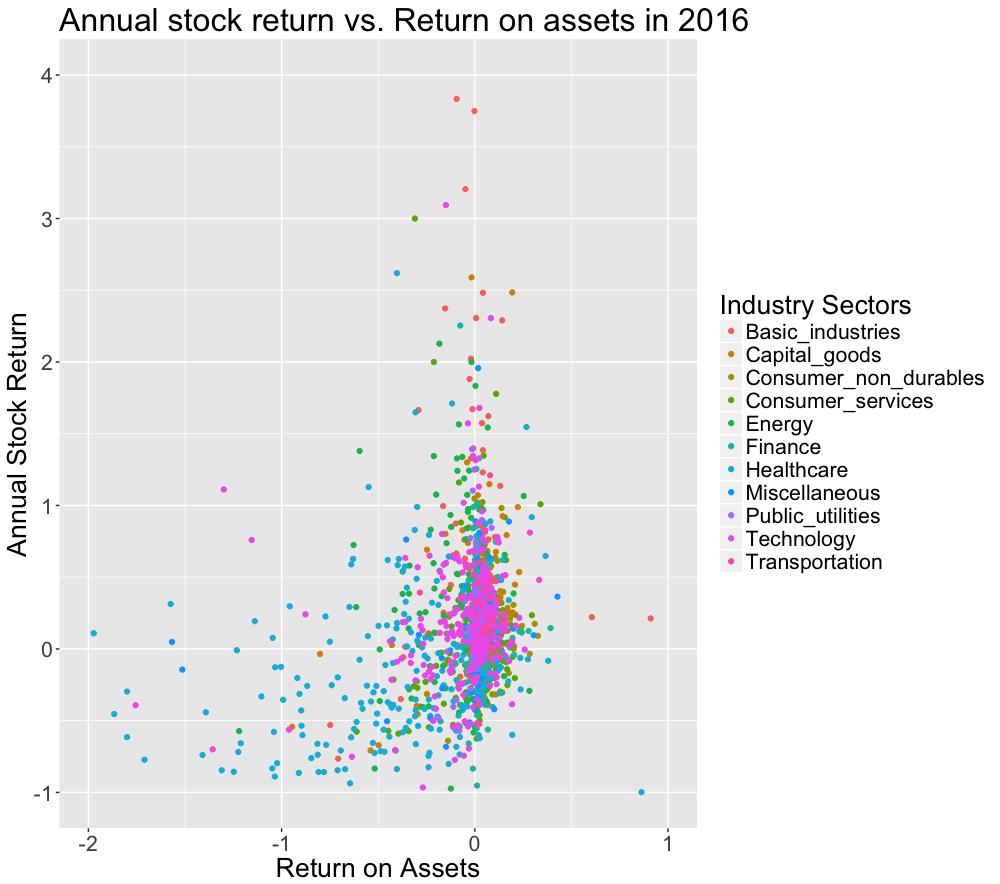 Annual stock return vs. Return on assets in 2016
4
3
2
1
0
-1
Annual Stock Return
-2
-1
0
1
Return on Assets
Industry Sectors
Basic_industries
Capital_goods
Consumer_non_durables
Consumer_services
Energy
Finance
Healthcare
Miscellaneous
Public_utilities
Technology
Transportation